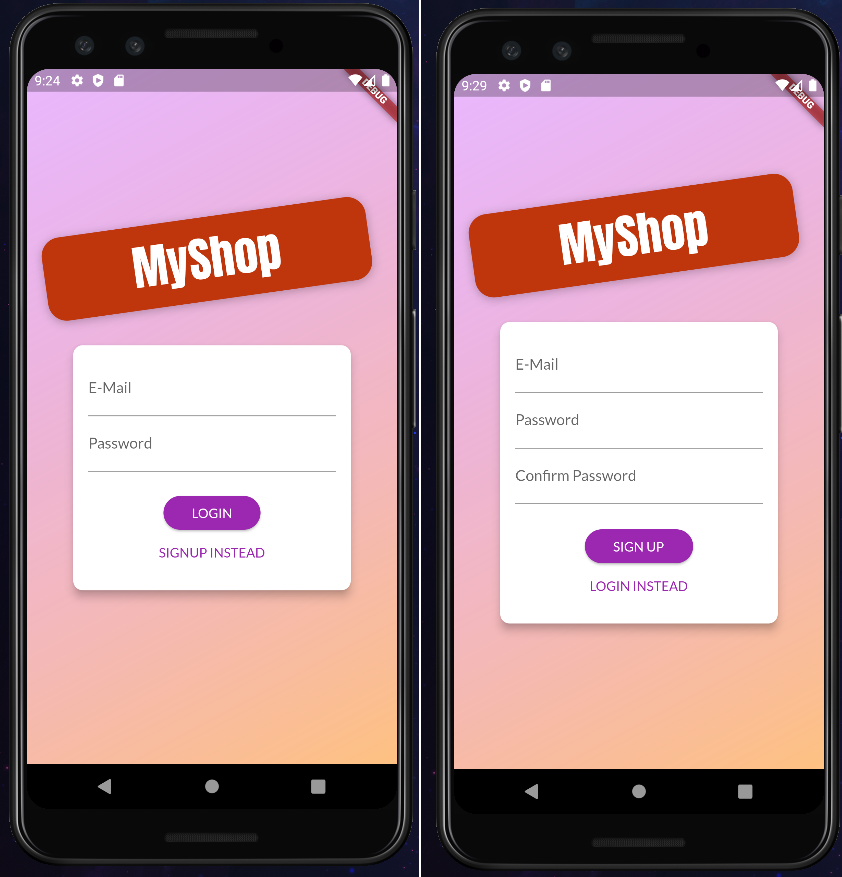 9:24
DEBUG
MyShop
E-Mail
Password
LOGIN
SIGNUP INSTEAD
9:29
DEBUG
MyShop
E-Mail
Password
Confirm Password
SIGN UP
LOGIN INSTEAD